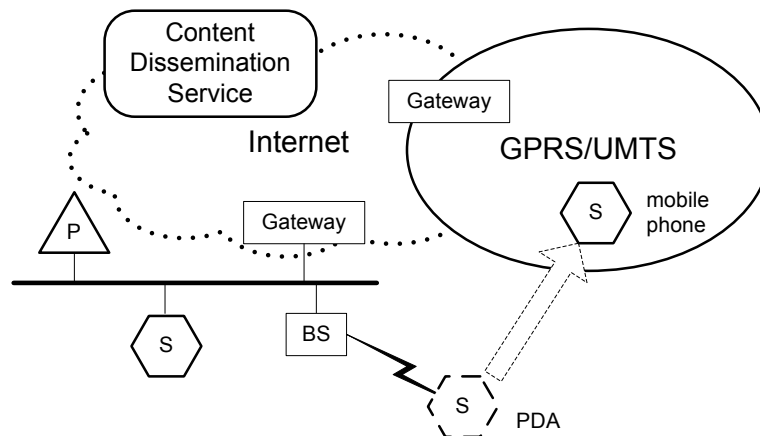 Content
Dissemination
Service
Gateway
Internet
GPRS/UMTS
S
mobile
phone
P
Gateway
S
BS
S
PDA